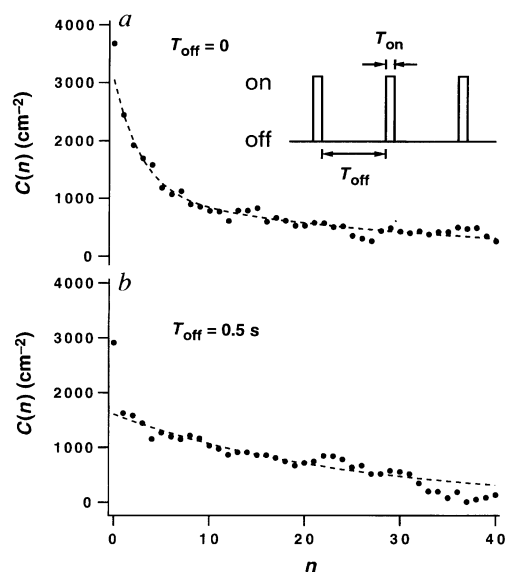 a
T_off = 0
T_on
on
off
T_off
C(n) (cm⁻²)
4000
3000
2000
1000
0
b
T_off = 0.5 s
C(n) (cm⁻²)
4000
3000
2000
1000
0
0 10 20 30 40
n